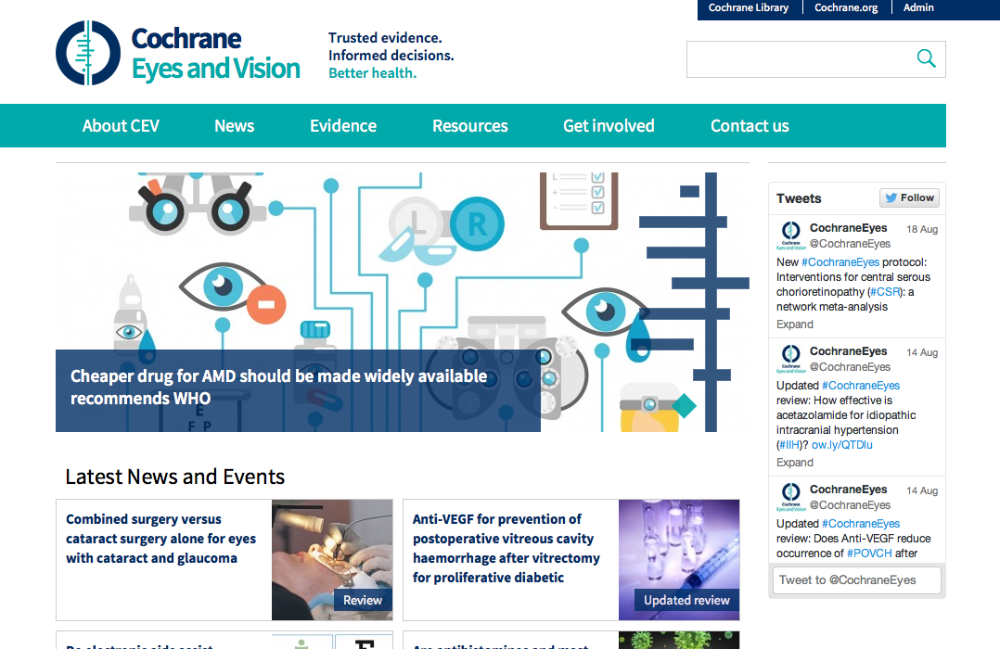 Cochrane Library
Cochrane.org
Admin
Cochrane
Eyes and Vision
Trusted evidence.
Informed decisions.
Better health.
About CEV
News
Evidence
Resources
Get involved
Contact us
L
R
L
+
-
E
F P
Cheaper drug for AMD should be made widely available
recommends WHO
Tweets
Follow
CochraneEyes
18 Aug
@CochraneEyes
New #CochraneEyes protocol:
Interventions for central serous
chorioretinopathy (#CSR): a
network meta-analysis
Expand
CochraneEyes
14 Aug
@CochraneEyes
Updated #CochraneEyes
review: How effective is
acetazolamide for idiopathic
intracranial hypertension
(#IIH)? ow.ly/QTDlu
Expand
CochraneEyes
14 Aug
@CochraneEyes
Updated #CochraneEyes
review: Does Anti-VEGF reduce
occurrence of #POVCH after
Tweet to @CochraneEyes
Latest News and Events
Combined surgery versus
cataract surgery alone for eyes
with cataract and glaucoma
Review
Anti-VEGF for prevention of
postoperative vitreous cavity
haemorrhage after vitrectomy
for proliferative diabetic
Updated review